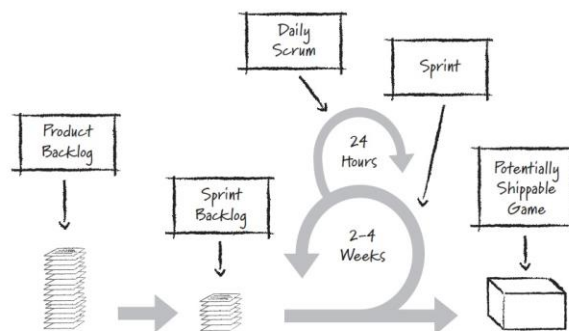 Daily
Scrum
Sprint
Product
Backlog
24
Hours
Sprint
Backlog
Potentially
Shippable
Game
2-4
Weeks